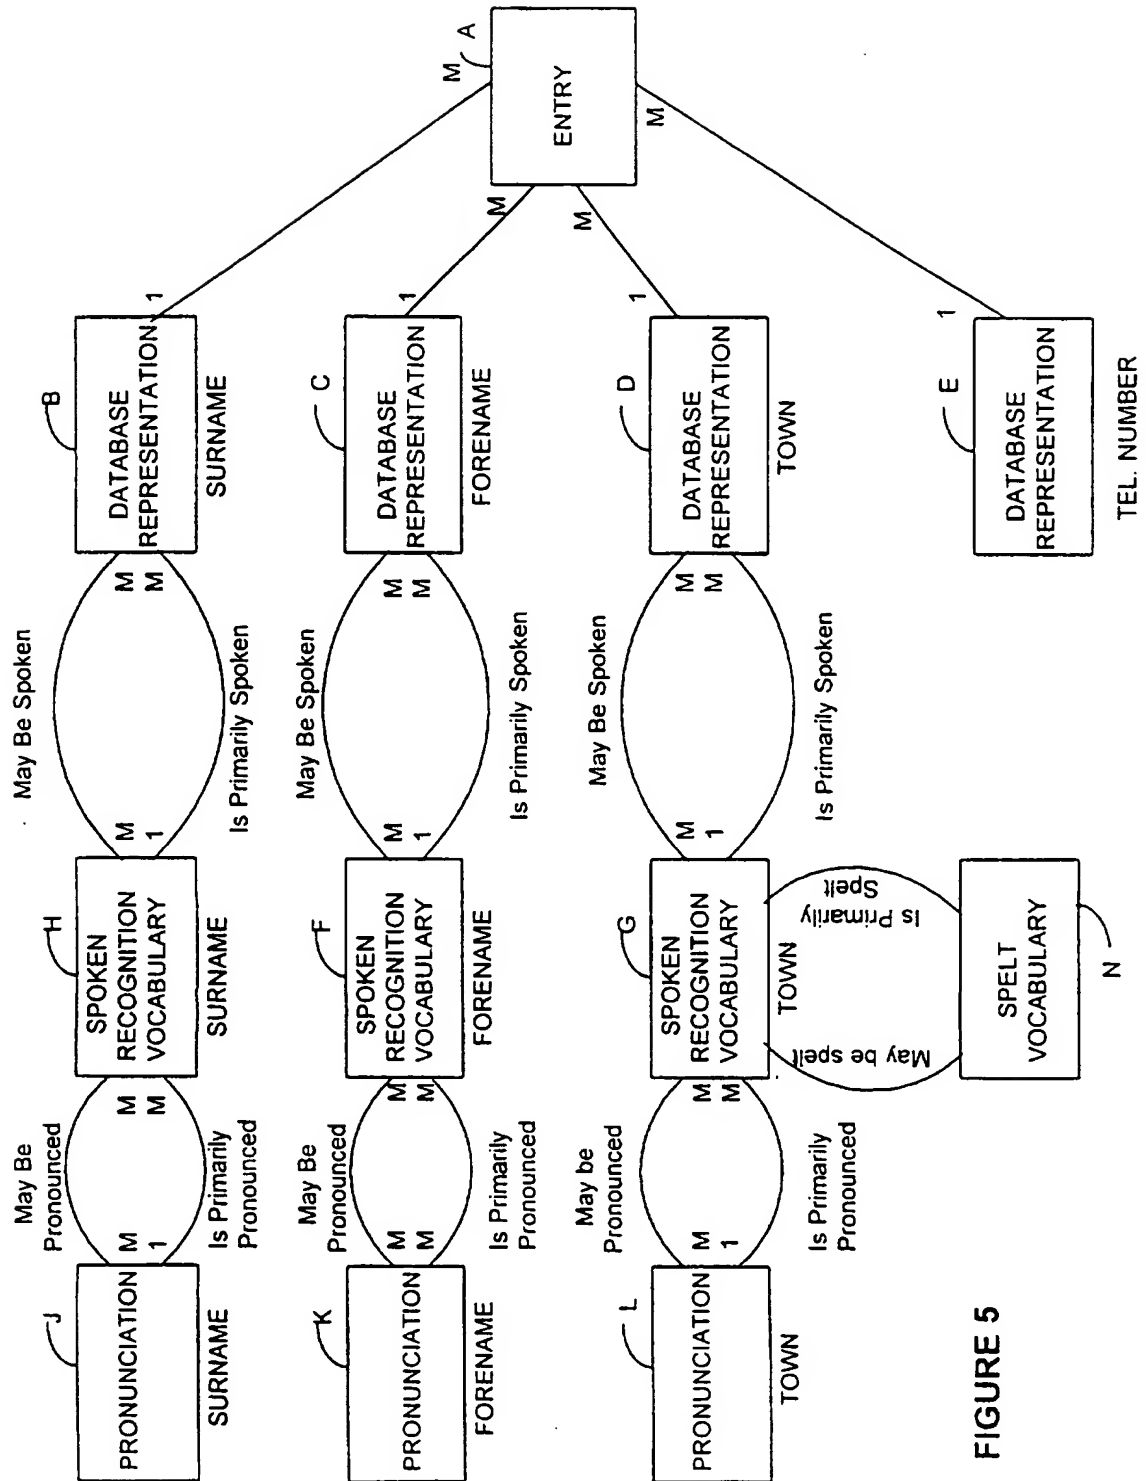 May Be
Pronounced
May Be Spoken
J
H
B
PRONUNCIATION
M
1
M
M
SPOKEN
RECOGNITION
VOCABULARY
M
1
M
M
DATABASE
REPRESENTATION
1
SURNAME
Is Primarily
Pronounced
SURNAME
Is Primarily Spoken
SURNAME
May Be
Pronounced
May Be Spoken
K
F
C
PRONUNCIATION
M
M
M
M
SPOKEN
RECOGNITION
VOCABULARY
M
1
M
M
DATABASE
REPRESENTATION
1
FORENAME
Is Primarily
Pronounced
FORENAME
Is Primarily Spoken
FORENAME
M
A
ENTRY
M
M
M
May be
Pronounced
May Be Spoken
L
G
D
PRONUNCIATION
M
1
M
M
SPOKEN
RECOGNITION
VOCABULARY
M
1
M
M
DATABASE
REPRESENTATION
1
TOWN
Is Primarily
Pronounced
TOWN
Is Primarily Spoken
TOWN
May be spelt
Is Primarily
Spelt
SPELT
VOCABULARY
N
E
1
DATABASE
REPRESENTATION
TEL. NUMBER
FIGURE 5